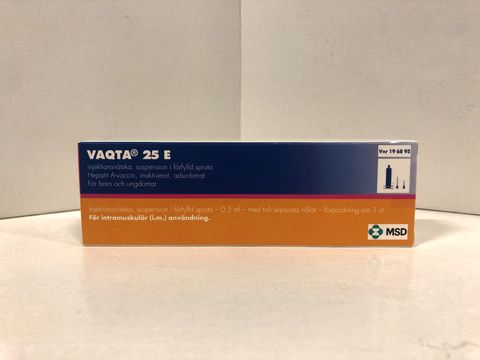 VAQTA® 25 E
Vnr 19 68 95
injektionsvätska, suspension i förfylld spruta
Hepatit A-vaccin, inaktiverat, adsorberat
För barn och ungdomar
Injektionsvätska, suspension i förfylld spruta – 0,5 ml – med två separata nålar – förpackning om 1 st.
För intramuskulär (i.m.) användning.
MSD